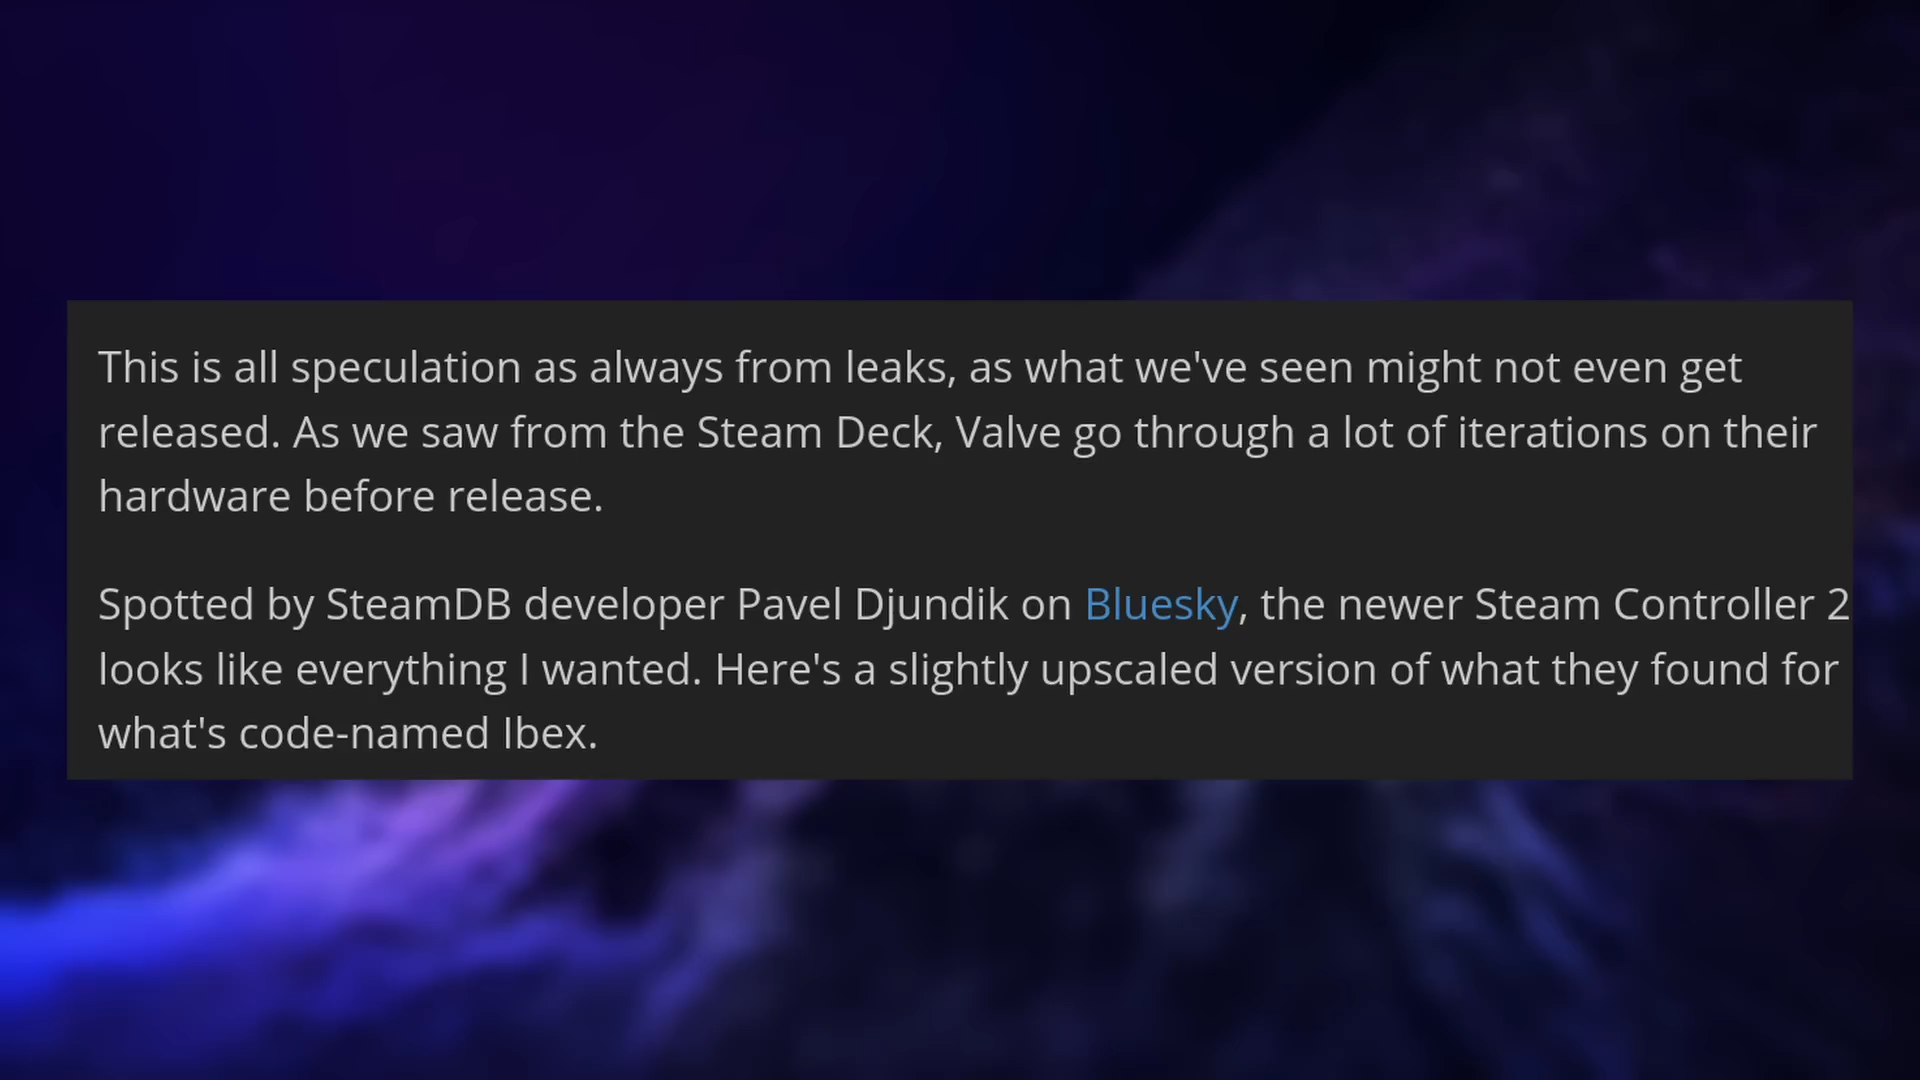 This is all speculation as always from leaks, as what we've seen might not even get
released. As we saw from the Steam Deck, Valve go through a lot of iterations on their
hardware before release.
Spotted by SteamDB developer Pavel Djundik on Bluesky, the newer Steam Controller 2
looks like everything I wanted. Here's a slightly upscaled version of what they found for
what's code-named Ibex.